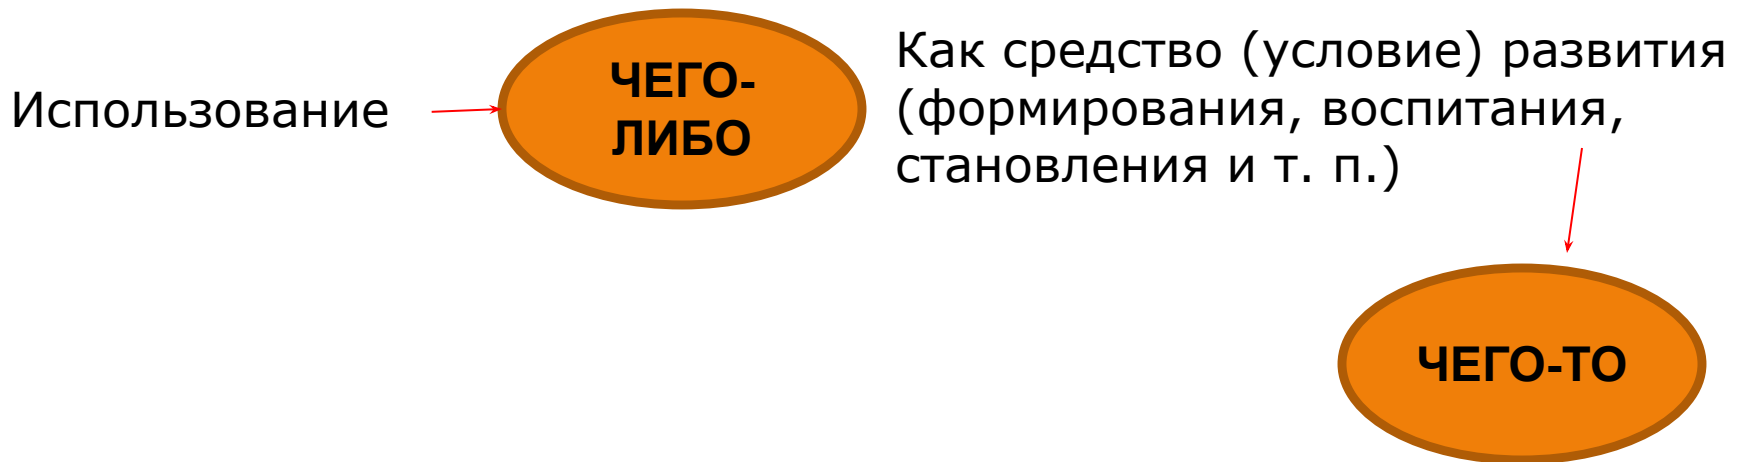 Использование
ЧЕГО-
ЛИБО
Как средство (условие) развития
(формирования, воспитания,
становления и т. п.)
ЧЕГО-ТО